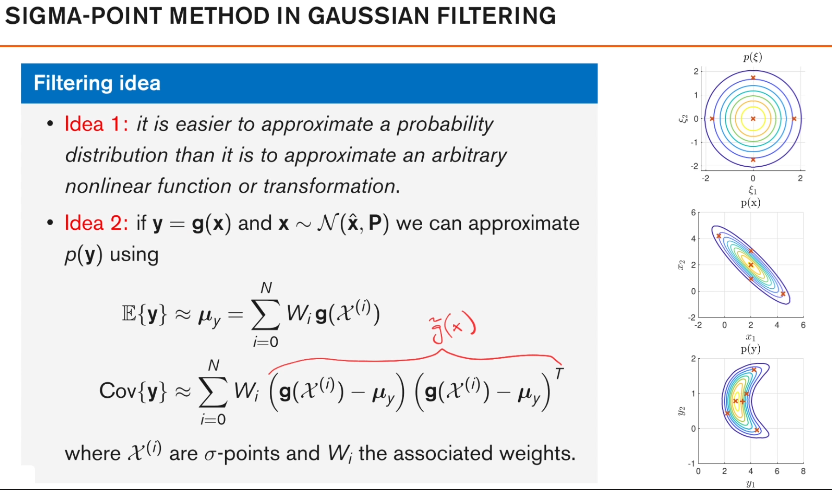 SIGMA-POINT METHOD IN GAUSSIAN FILTERING
Filtering idea
• Idea 1: it is easier to approximate a probability
distribution than it is to approximate an arbitrary
nonlinear function or transformation.
• Idea 2: if y = g(x) and x ∼ 𝒩(x̂, P) we can approximate
p(y) using
𝔼{y} ≈ μ_y = ∑_{i=0}^{N} W_i g(𝒳^{(i)})
g̃(x)
Cov{y} ≈ ∑_{i=0}^{N} W_i (g(𝒳^{(i)}) − μ_y) (g(𝒳^{(i)}) − μ_y)^T
where 𝒳^{(i)} are σ-points and W_i the associated weights.
p(ξ)
2
1
0
-1
-2
ξ₂
-2 0 2
ξ₁
p(x)
6
4
2
0
-2
x₂
-2 0 2 4 6
x₁
p(y)
2
1
0
-1
y₂
0 2 4 6 8
y₁